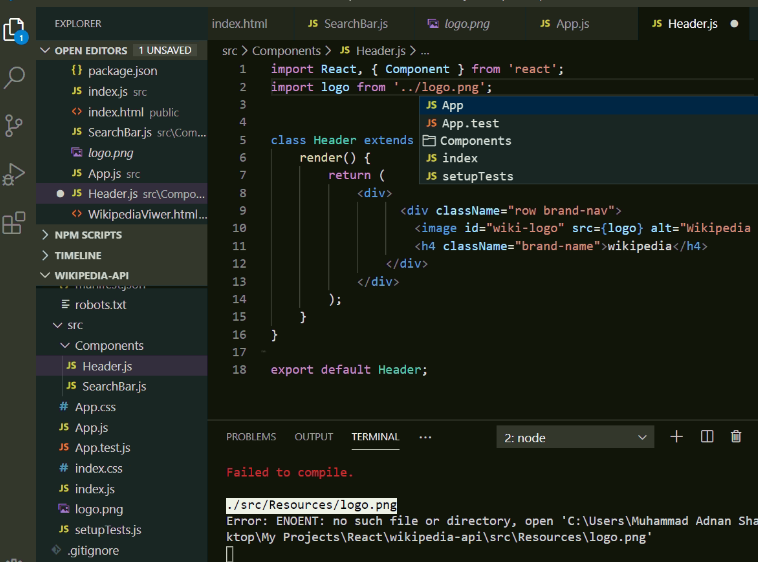 EXPLORER
OPEN EDITORS 1 UNSAVED
{} package.json
JS index.js src
<> index.html public
JS SearchBar.js src\Com...
logo.png
JS App.js src
JS Header.js src\Compo...
<> WikipediaViwer.html...
NPM SCRIPTS
TIMELINE
WIKIPEDIA-API
manifest.json
robots.txt
src
Components
JS Header.js
JS SearchBar.js
# App.css
JS App.js
JS App.test.js
# index.css
JS index.js
logo.png
JS setupTests.js
.gitignore
1
index.html JS SearchBar.js logo.png JS App.js JS Header.js
src > Components > JS Header.js > ...
1 import React, { Component } from 'react';
2 import logo from '../logo.png';
3
4
5 class Header extends
6 render() {
7 return (
8 <div>
9 <div className="row brand-nav">
10 <image id="wiki-logo" src={logo} alt="Wikipedia
11 <h4 className="brand-name">wikipedia</h4>
12 </div>
13 </div>
14 );
15 }
16 }
17
18 export default Header;
JS App
JS App.test
Components
JS index
JS setupTests
PROBLEMS OUTPUT TERMINAL ... 2: node
Failed to compile.
./src/Resources/logo.png
Error: ENOENT: no such file or directory, open 'C:\Users\Muhammad Adnan Sha
ktop\My Projects\React\wikipedia-api\src\Resources\logo.png'